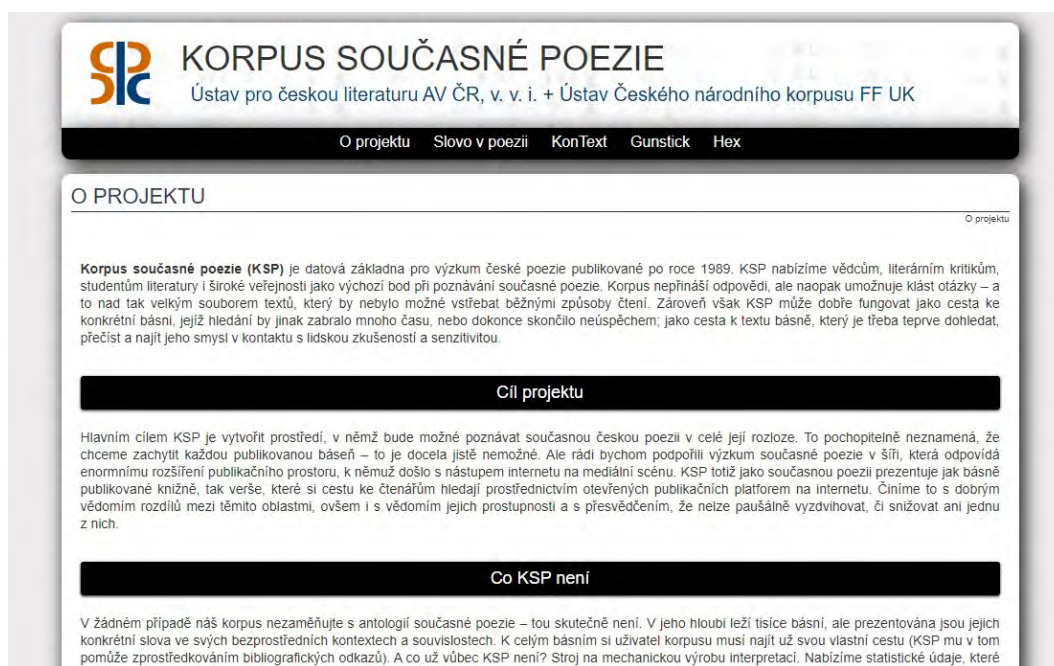 KORPUS SOUČASNÉ POEZIE
Ústav pro českou literaturu AV ČR, v. v. i. + Ústav Českého národního korpusu FF UK
O projektu Slovo v poezii KonText Gunstick Hex
O PROJEKTU
O projektu
Korpus současné poezie (KSP) je datová základna pro výzkum české poezie publikované po roce 1989. KSP nabízíme vědcům, literárním kritikům,
studentům literatury i široké veřejnosti jako výchozí bod při poznávání současné poezie. Korpus nepřináší odpovědi, ale naopak umožnuje klást otázky – a
to nad tak velkým souborem textů, který by nebylo možné vstřebat běžnými způsoby čtení. Zároveň však KSP může dobře fungovat jako cesta ke
konkrétní básni, jejíž hledání by jinak zabralo mnoho času, nebo dokonce skončilo neúspěchem; jako cesta k textu básně, který je třeba teprve dohledat,
přečíst a najít jeho smysl v kontaktu s lidskou zkušeností a senzitivitou.
Cíl projektu
Hlavním cílem KSP je vytvořit prostředí, v němž bude možné poznávat současnou českou poezii v celé její rozloze. To pochopitelně neznamená, že
chceme zachytit každou publikovanou báseň – to je docela jistě nemožné. Ale rádi bychom podpořili výzkum současné poezie v šíři, která odpovídá
enormnímu rozšíření publikačního prostoru, k němuž došlo s nástupem internetu na mediální scénu. KSP totiž jako současnou poezii prezentuje jak básně
publikované knižně, tak verše, které si cestu ke čtenářům hledají prostřednictvím otevřených publikačních platforem na internetu. Činíme to s dobrým
vědomím rozdílů mezi těmito oblastmi, ovšem i s vědomím jejich prostupnosti a s přesvědčením, že nelze paušálně vyzdvihovat, či snižovat ani jednu
z nich.
Co KSP není
V žádném případě náš korpus nezaměňujte s antologií současné poezie – tou skutečně není. V jeho hloubi leží tisíce básní, ale prezentována jsou jejich
konkrétní slova ve svých bezprostředních kontextech a souvislostech. K celým básním si uživatel korpusu musí najít už svou vlastní cestu (KSP mu v tom
pomůže zprostředkováním bibliografických odkazů). A co už vůbec KSP není? Stroj na mechanickou výrobu interpretací. Nabízíme statistické údaje, které